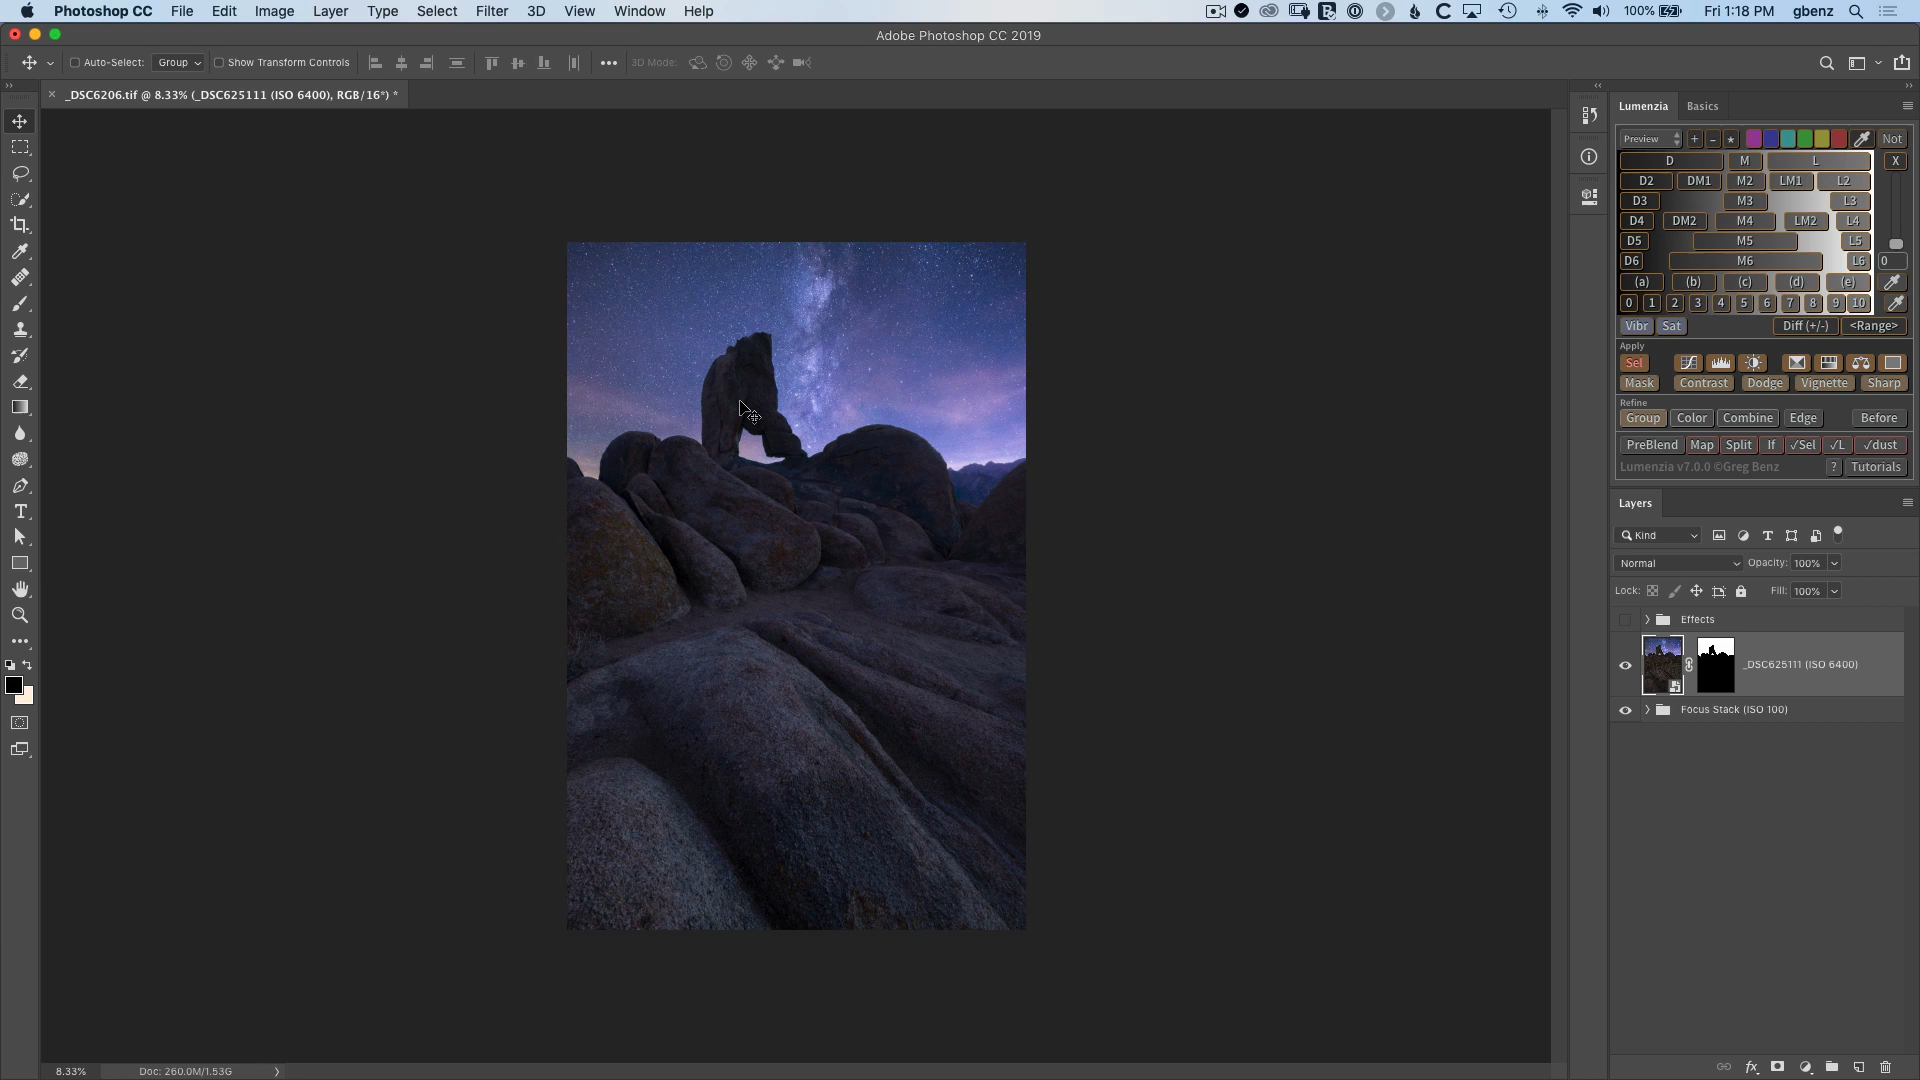 Photoshop CC File Edit Image Layer Type Select Filter 3D View Window Help 100% Fri 1:18 PM gbenz
Adobe Photoshop CC 2019
Auto-Select: Group Show Transform Controls 3D Mode:
_DSC6206.tif @ 8.33% (_DSC625111 (ISO 6400), RGB/16*) *
Lumenzia Basics
Preview + – * Not
D M L X
D2 DM1 M2 LM1 L2
D3 M3 L3
D4 DM2 M4 LM2 L4
D5 M5 L5
D6 M6 L6 0
(a) (b) (c) (d) (e)
0 1 2 3 4 5 6 7 8 9 10
Vibr Sat Diff (+/-) <Range>
Apply
Sel
Mask Contrast Dodge Vignette Sharp
Refine
Group Color Combine Edge Before
PreBlend Map Split If √Sel √L √dust
Lumenzia v7.0.0 ©Greg Benz ? Tutorials
Layers
Kind
Normal Opacity: 100%
Lock: Fill: 100%
Effects
_DSC625111 (ISO 6400)
Focus Stack (ISO 100)
8.33% Doc: 260.0M/1.53G